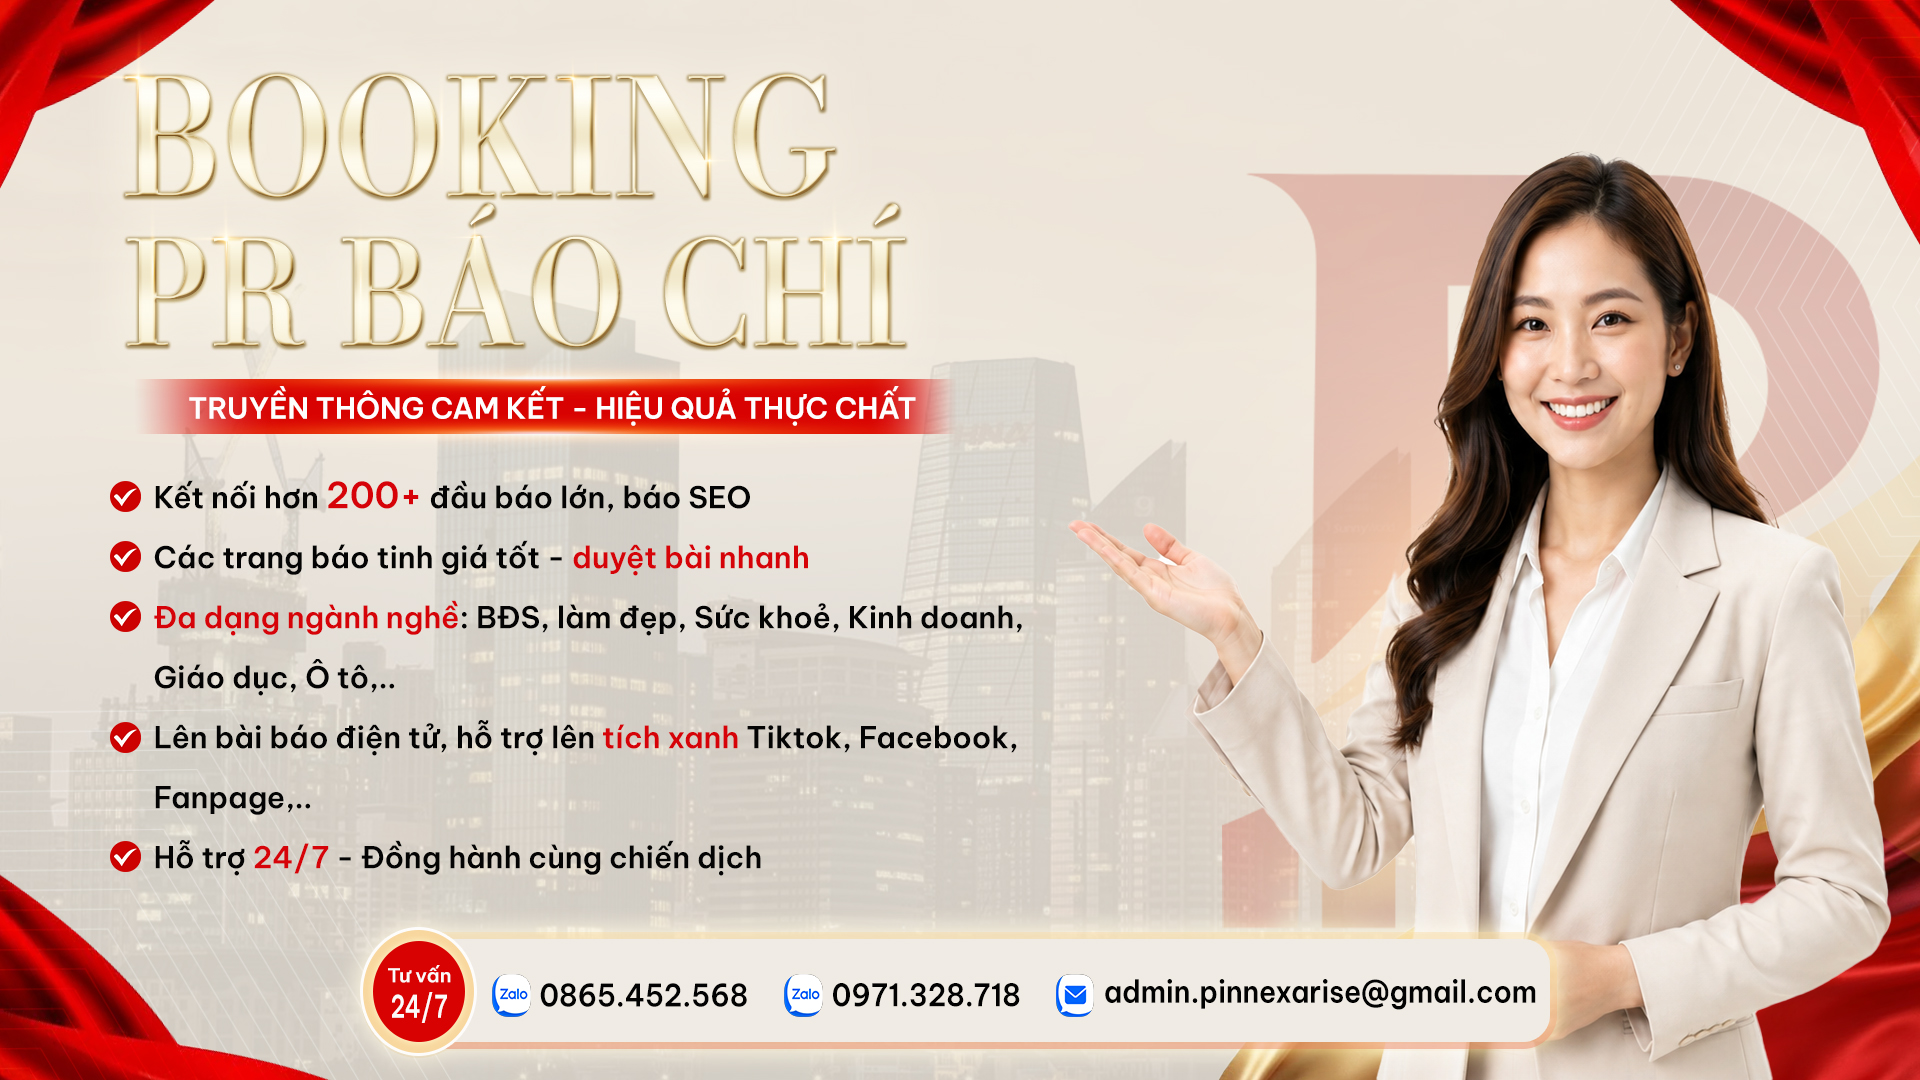 BOOKING
PR BÁO CHÍ
TRUYỀN THÔNG CAM KẾT - HIỆU QUẢ THỰC CHẤT
Kết nối hơn 200+ đầu báo lớn, báo SEO
Các trang báo tinh giá tốt - duyệt bài nhanh
Đa dạng ngành nghề: BĐS, làm đẹp, Sức khoẻ, Kinh doanh,
Giáo dục, Ô tô,..
Lên bài báo điện tử, hỗ trợ lên tích xanh Tiktok, Facebook,
Fanpage,..
Hỗ trợ 24/7 - Đồng hành cùng chiến dịch
Tư vấn
24/7
Zalo 0865.452.568
Zalo 0971.328.718
admin.pinnexarise@gmail.com